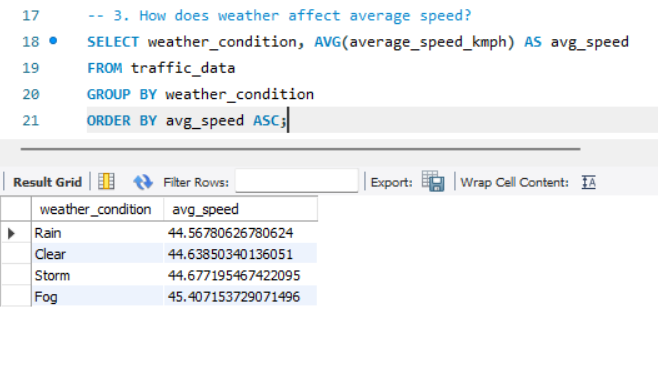 17 -- 3. How does weather affect average speed?
18 SELECT weather_condition, AVG(average_speed_kmph) AS avg_speed
19 FROM traffic_data
20 GROUP BY weather_condition
21 ORDER BY avg_speed ASC;
Result Grid Filter Rows: Export: Wrap Cell Content: IA
weather_condition avg_speed
Rain 44.56780626780624
Clear 44.63850340136051
Storm 44.677195467422095
Fog 45.407153729071496